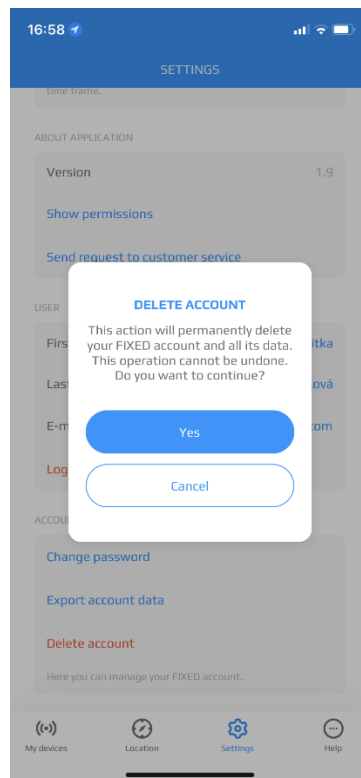 16:58
SETTINGS
time frame.
ABOUT APPLICATION
Version 1.9
Show permissions
Send request to customer service
USER
DELETE ACCOUNT
This action will permanently delete
your FIXED account and all its data.
This operation cannot be undone.
Do you want to continue?
Yes
Cancel
Change password
Export account data
Delete account
Here you can manage your FIXED account.
My devices Location Settings Help